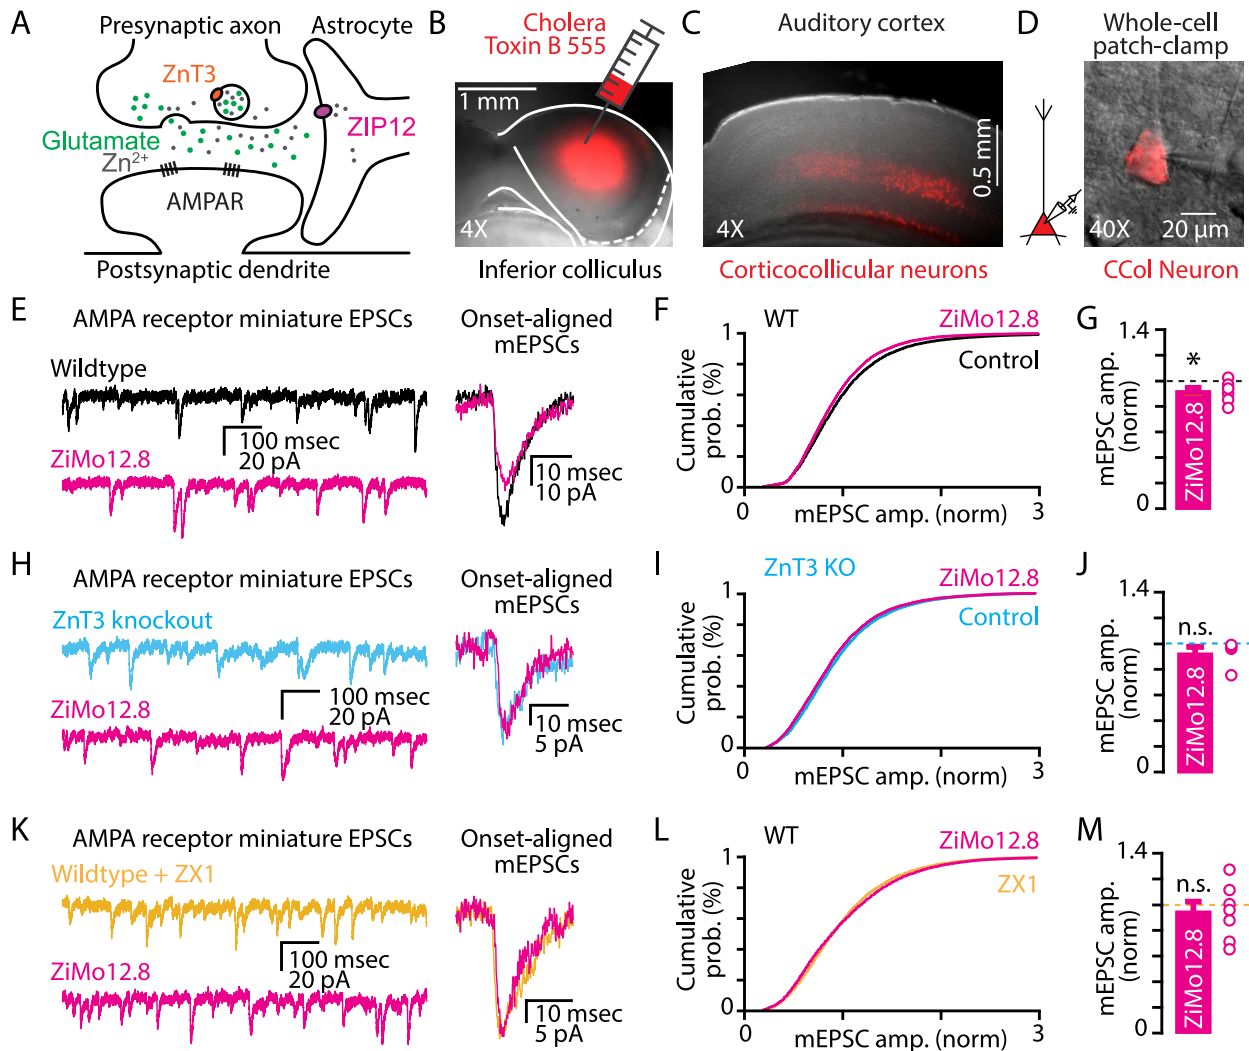 A
Presynaptic axon
Astrocyte
ZnT3
ZIP12
Glutamate
Zn²⁺
AMPAR
Postsynaptic dendrite
B
Cholera
Toxin B 555
1 mm
4X
Inferior colliculus
C
Auditory cortex
0.5 mm
4X
Corticocollicular neurons
D
Whole-cell
patch-clamp
40X
20 µm
CCol Neuron
E
AMPA receptor miniature EPSCs
Wildtype
100 msec
20 pA
ZiMo12.8
Onset-aligned
mEPSCs
10 msec
10 pA
F
WT
ZiMo12.8
Control
Cumulative
prob. (%)
1
0
0
3
mEPSC amp. (norm)
G
mEPSC amp.
(norm)
1.4
0
*
ZiMo12.8
H
AMPA receptor miniature EPSCs
ZnT3 knockout
100 msec
20 pA
ZiMo12.8
Onset-aligned
mEPSCs
10 msec
5 pA
I
ZnT3 KO
ZiMo12.8
Control
Cumulative
prob. (%)
1
0
0
3
mEPSC amp. (norm)
J
mEPSC amp.
(norm)
1.4
0
n.s.
ZiMo12.8
K
AMPA receptor miniature EPSCs
Wildtype + ZX1
100 msec
20 pA
ZiMo12.8
Onset-aligned
mEPSCs
10 msec
5 pA
L
WT
ZiMo12.8
ZX1
Cumulative
prob. (%)
1
0
0
3
mEPSC amp. (norm)
M
mEPSC amp.
(norm)
1.4
0
n.s.
ZiMo12.8